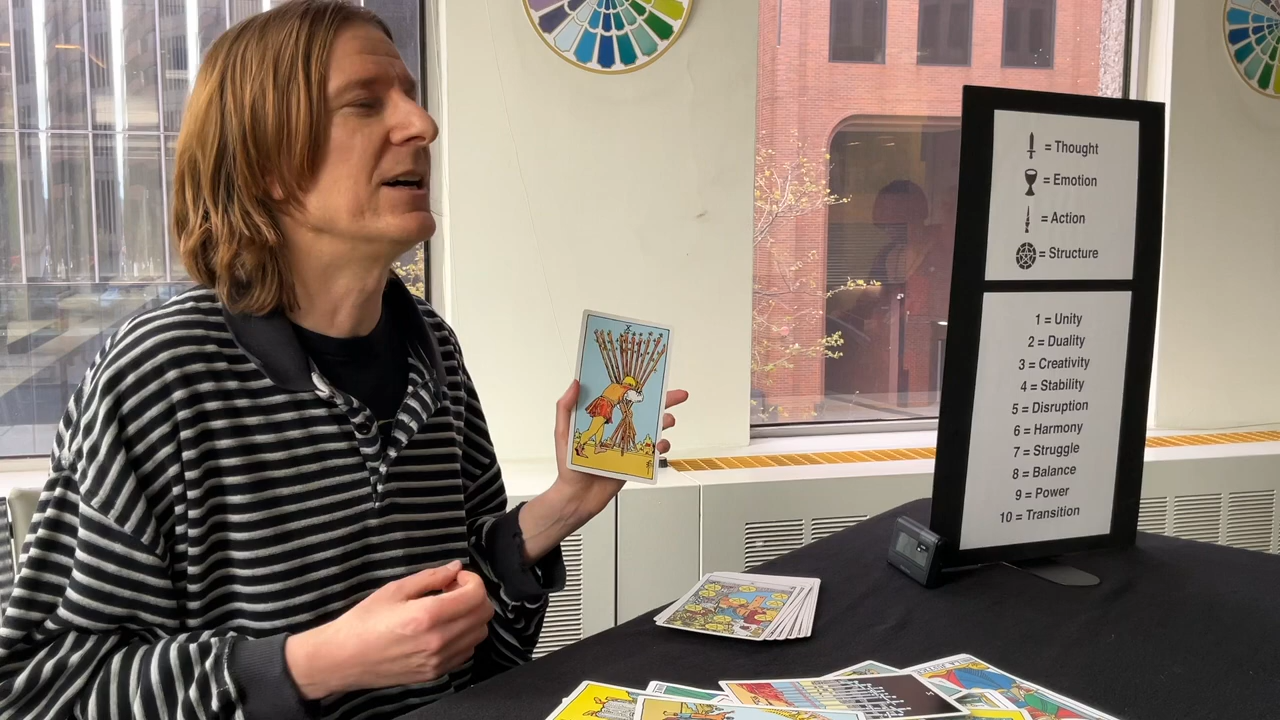 X
= Thought
= Emotion
= Action
= Structure
1 = Unity
2 = Duality
3 = Creativity
4 = Stability
5 = Disruption
6 = Harmony
7 = Struggle
8 = Balance
9 = Power
10 = Transition